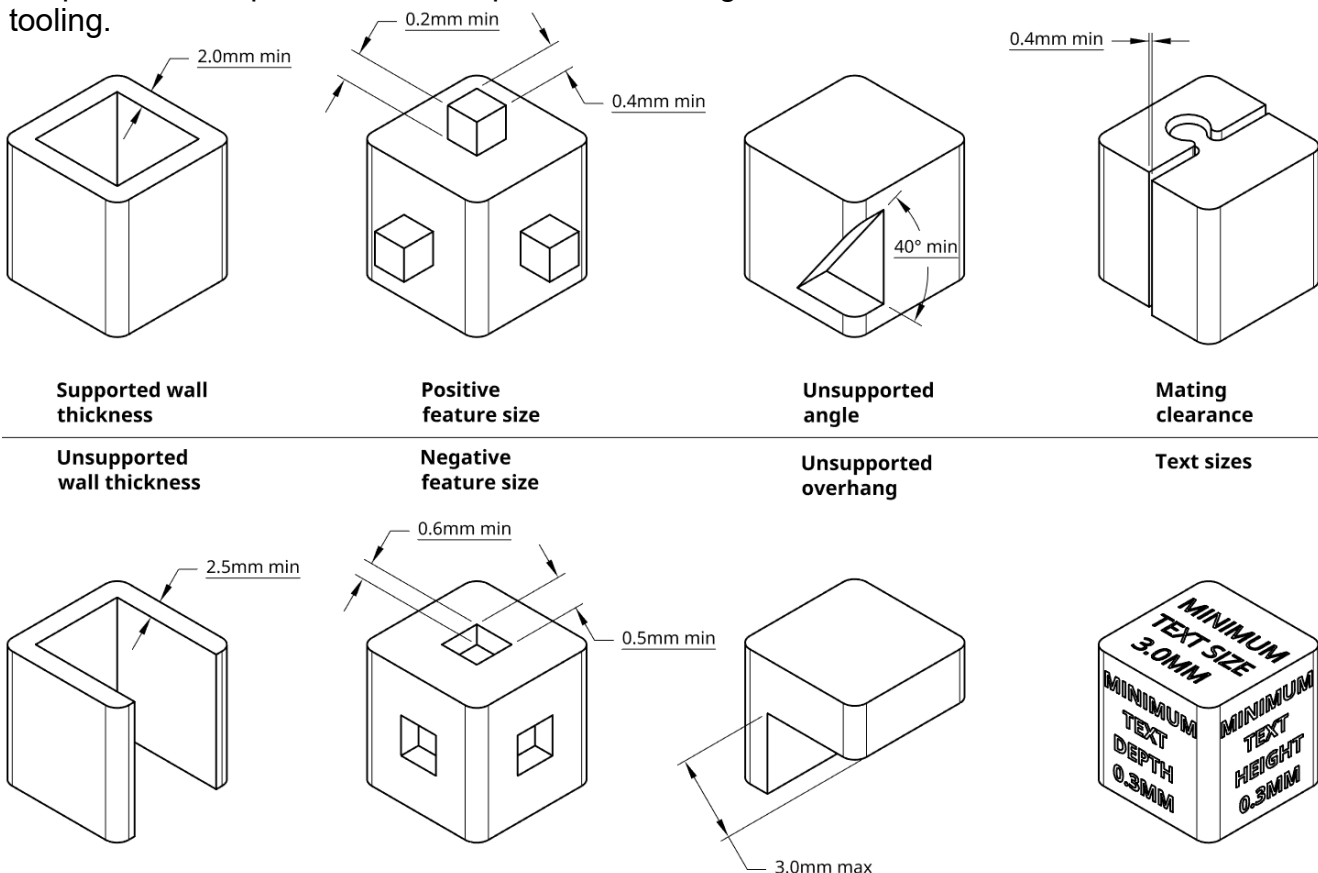 tooling.
2.0mm min
0.2mm min
0.4mm min
40° min
0.4mm min
Supported wall
thickness
Positive
feature size
Unsupported
angle
Mating
clearance
Unsupported
wall thickness
Negative
feature size
Unsupported
overhang
Text sizes
2.5mm min
0.6mm min
0.5mm min
3.0mm max
MINIMUM
TEXT SIZE
3.0MM
MINIMUM
TEXT
DEPTH
0.3MM
MINIMUM
TEXT
HEIGHT
0.3MM